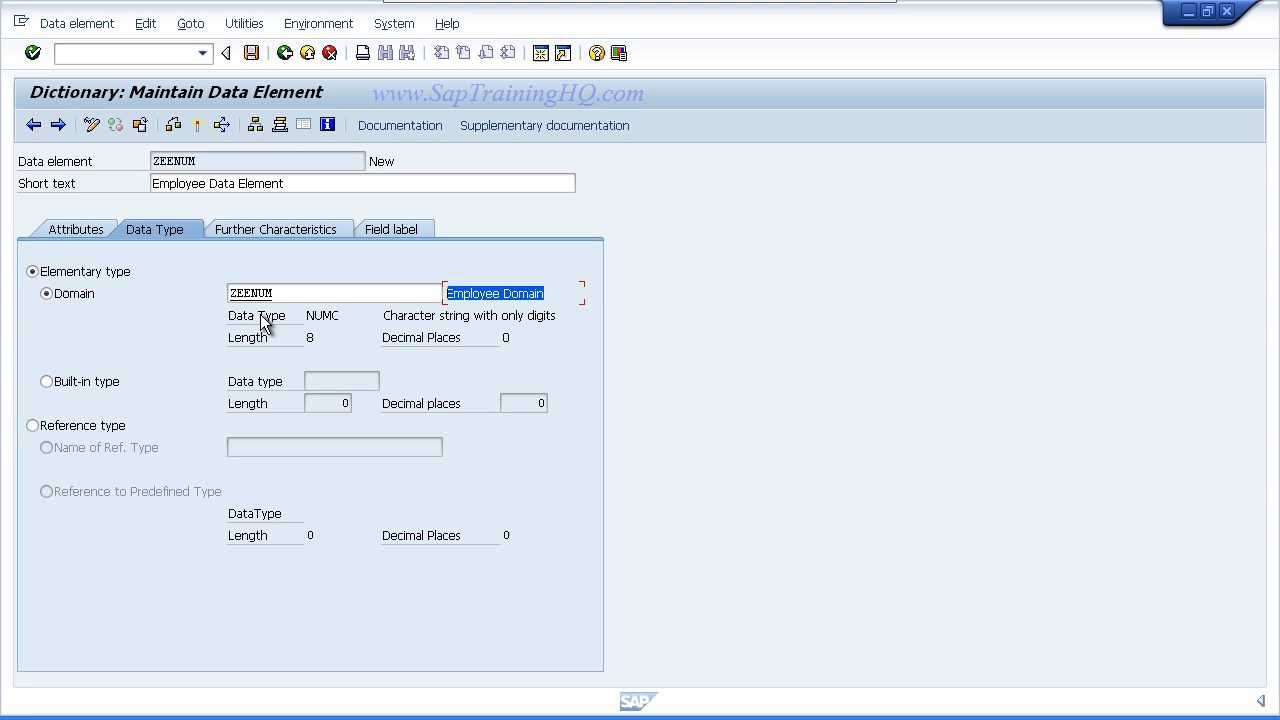 Data element Edit Goto Utilities Environment System Help
Dictionary: Maintain Data Element www.SapTrainingHQ.com
Documentation Supplementary documentation
Data element ZEENUM New
Short text Employee Data Element
Attributes Data Type Further Characteristics Field label
Elementary type
Domain ZEENUM Employee Domain
Data Type NUMC Character string with only digits
Length 8 Decimal Places 0
Built-in type Data type
Length 0 Decimal places 0
Reference type
Name of Ref. Type
Reference to Predefined Type
DataType
Length 0 Decimal Places 0
SAP